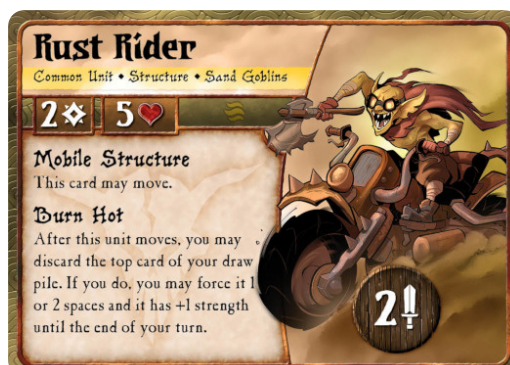 Rust Rider
Common Unit • Structure • Sand Goblins
2 5
Mobile Structure
This card may move.
Burn Hot
After this unit moves, you may
discard the top card of your draw
pile. If you do, you may force it 1
or 2 spaces and it has +1 strength
until the end of your turn.
2